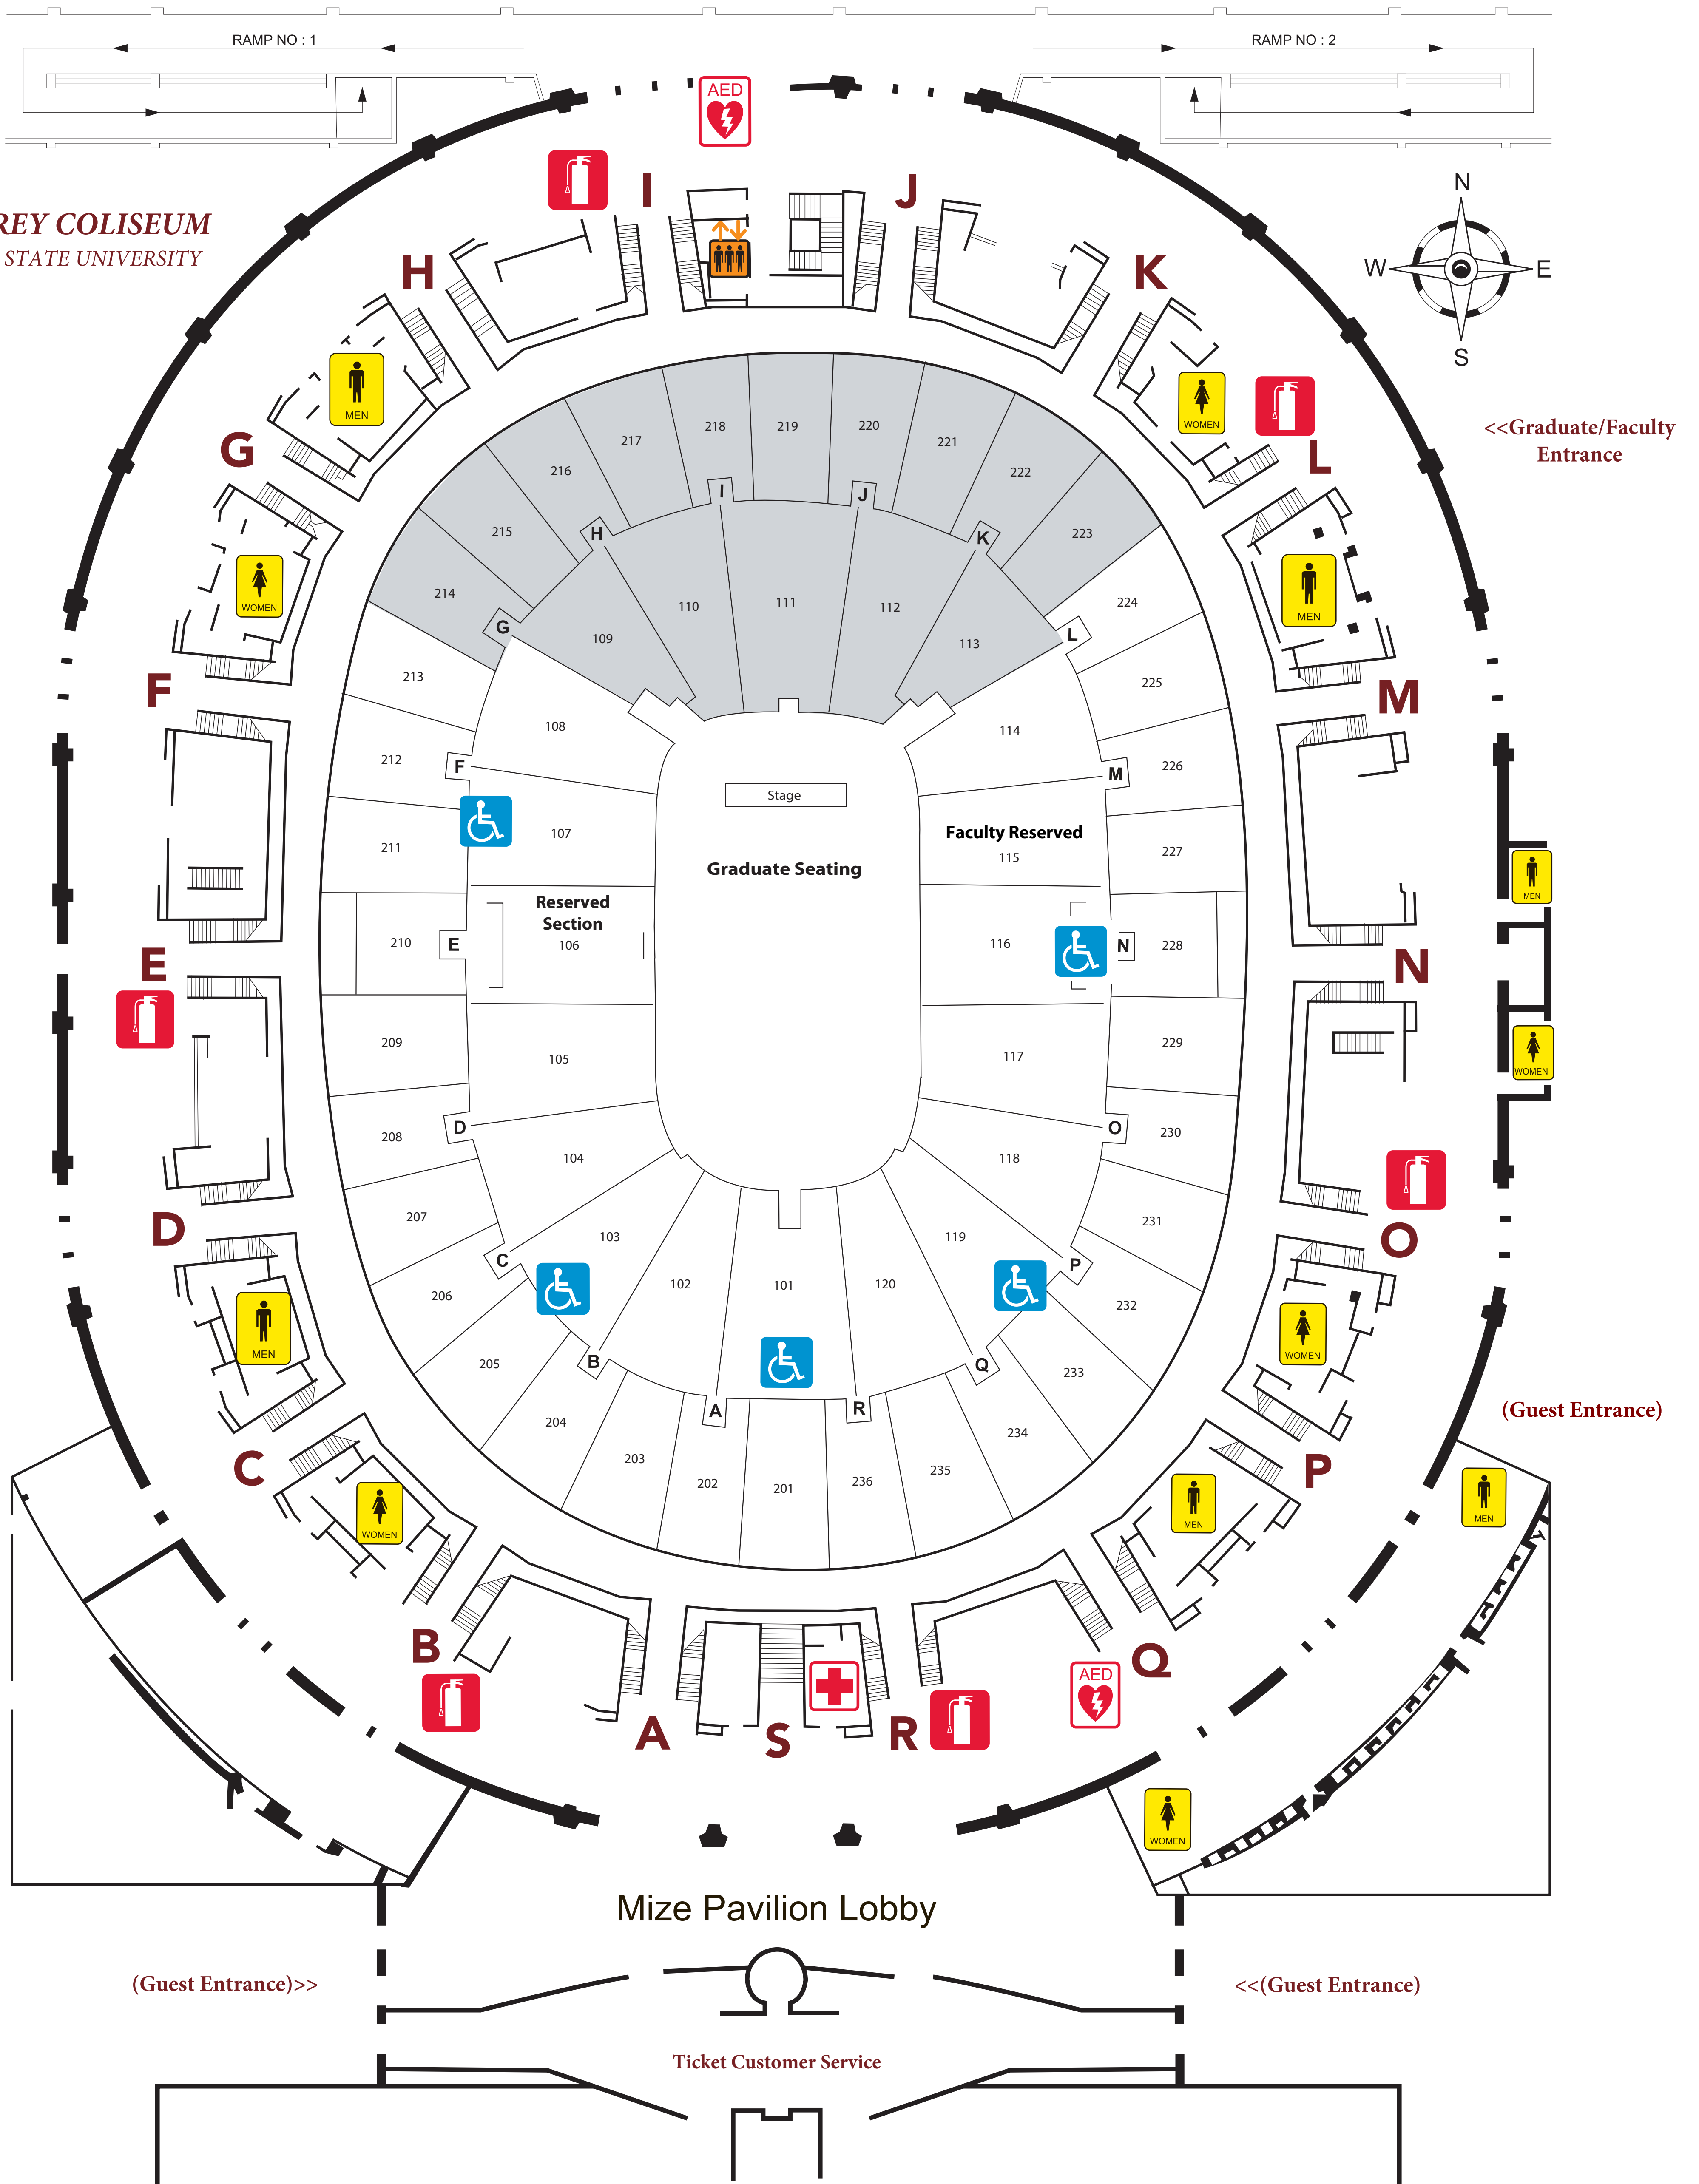 RAMP NO : 1
RAMP NO : 2
AED
REY COLISEUM
STATE UNIVERSITY
I
J
H
K
N
W
E
S
MEN
WOMEN
<<Graduate/Faculty
Entrance
G
L
214
215
216
217
218
219
220
221
222
223
224
G
H
I
J
K
L
109
110
111
112
113
WOMEN
MEN
F
M
213
108
114
225
212
F
M
226
Stage
211
107
Faculty Reserved
115
227
Graduate Seating
MEN
Reserved
Section
210
E
106
116
N
228
E
N
209
105
117
229
WOMEN
208
D
104
118
O
230
D
O
207
C
103
119
P
231
206
102
101
120
232
MEN
WOMEN
205
B
Q
233
204
A
R
234
203
202
201
236
235
(Guest Entrance)
C
P
WOMEN
MEN
MEN
B
Q
AED
A
S
R
WOMEN
Mize Pavilion Lobby
(Guest Entrance)>>
<<(Guest Entrance)
Ticket Customer Service